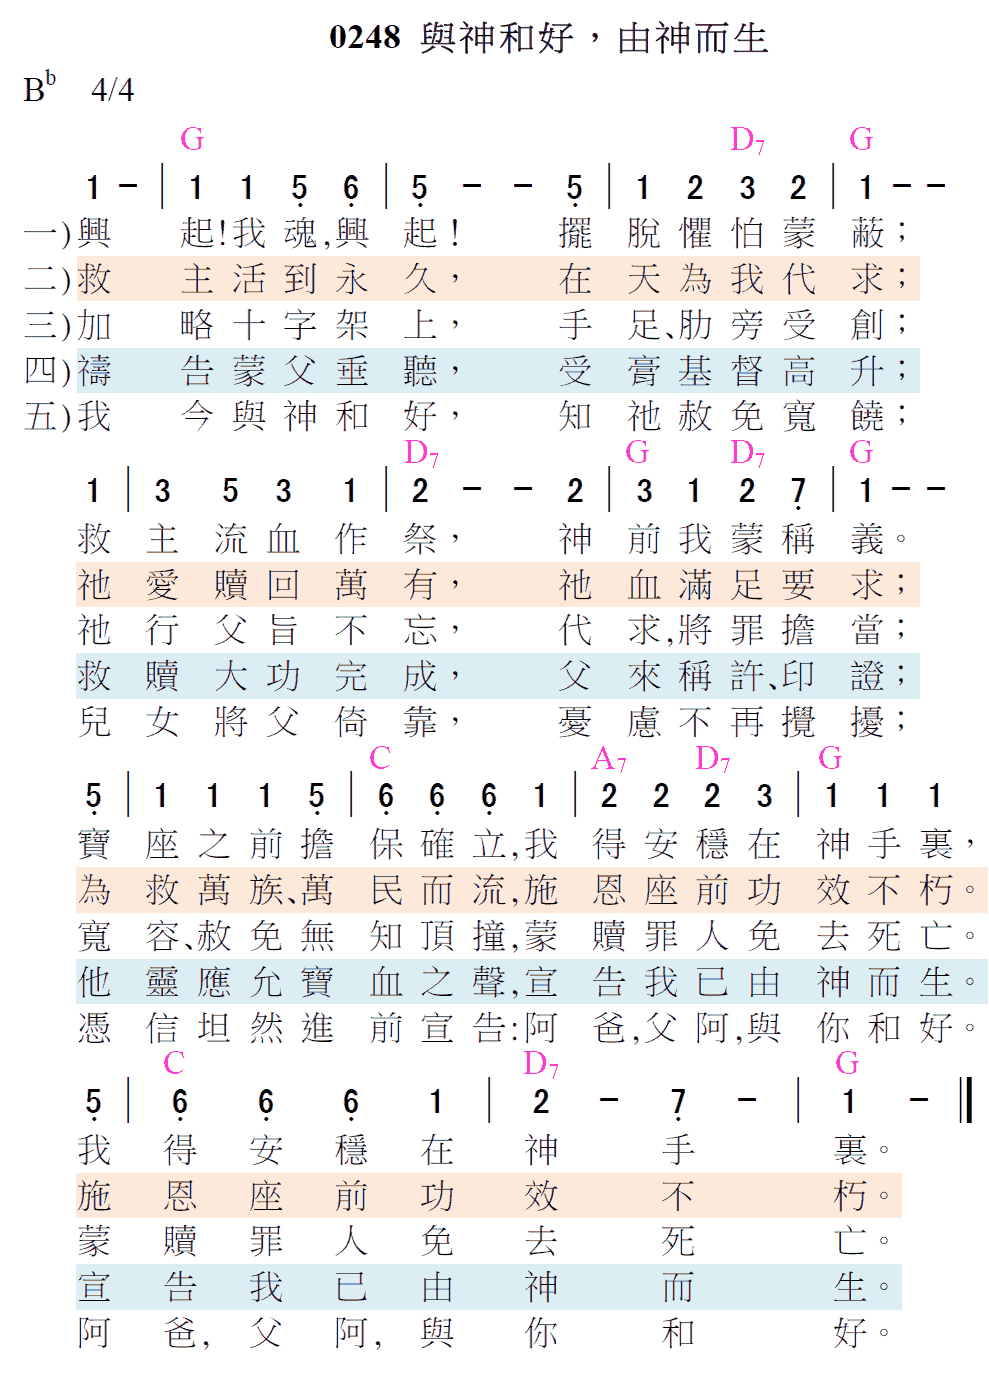 0248 與神和好，由神而生
Bb 4/4
G D7 G
1 － | 1 1 5̣ 6̣ | 5̣ － － 5̣ | 1 2 3 2 | 1 － －
一)興起!我魂,興起! 擺脫懼怕蒙蔽；
二)救主活到永久， 在天為我代求；
三)加略十字架上， 手足、肋旁受創；
四)禱告蒙父垂聽， 受膏基督高升；
五)我今與神和好， 知祂赦免寬饒；
D7 G D7 G
1 | 3 5 3 1 | 2 － － 2 | 3 1 2 7̣ | 1 － －
救主流血作祭， 神前我蒙稱義。
祂愛贖回萬有， 祂血滿足要求；
祂行父旨不忘， 代求,將罪擔當；
救贖大功完成， 父來稱許、印證；
兒女將父倚靠， 憂慮不再攪擾；
C A7 D7 G
5̣ | 1 1 1 5̣ | 6̣ 6̣ 6̣ 1 | 2 2 2 3 | 1 1 1
寶座之前擔保確立,我得安穩在神手裏，
為救萬族、萬民而流,施恩座前功效不朽。
寬容、赦免無知頂撞,蒙贖罪人免去死亡。
他靈應允寶血之聲,宣告我已由神而生。
憑信坦然進前宣告:阿爸,父阿,與你和好。
C D7 G
5̣ | 6̣ 6̣ 6̣ 1 | 2 － 7̣ － | 1 － ||
我得安穩在神手裏。
施恩座前功效不朽。
蒙贖罪人免去死亡。
宣告我已由神而生。
阿爸,父阿,與你和好。